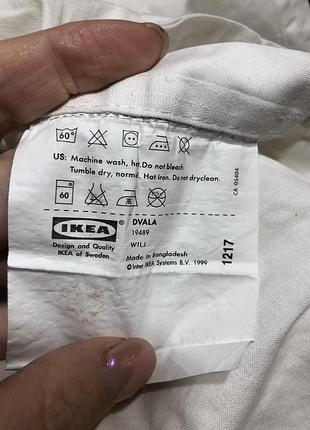 60°
US: Machine wash, hot. Do not bleach
Tumble dry, normal. Hot iron. Do not dryclean.
CA 05404
60
IKEA
Design and Quality
IKEA of Sweden
DVALA
19489
WILJ
Made in Bangladesh
© Inter IKEA Systems B.V. 1999
1217